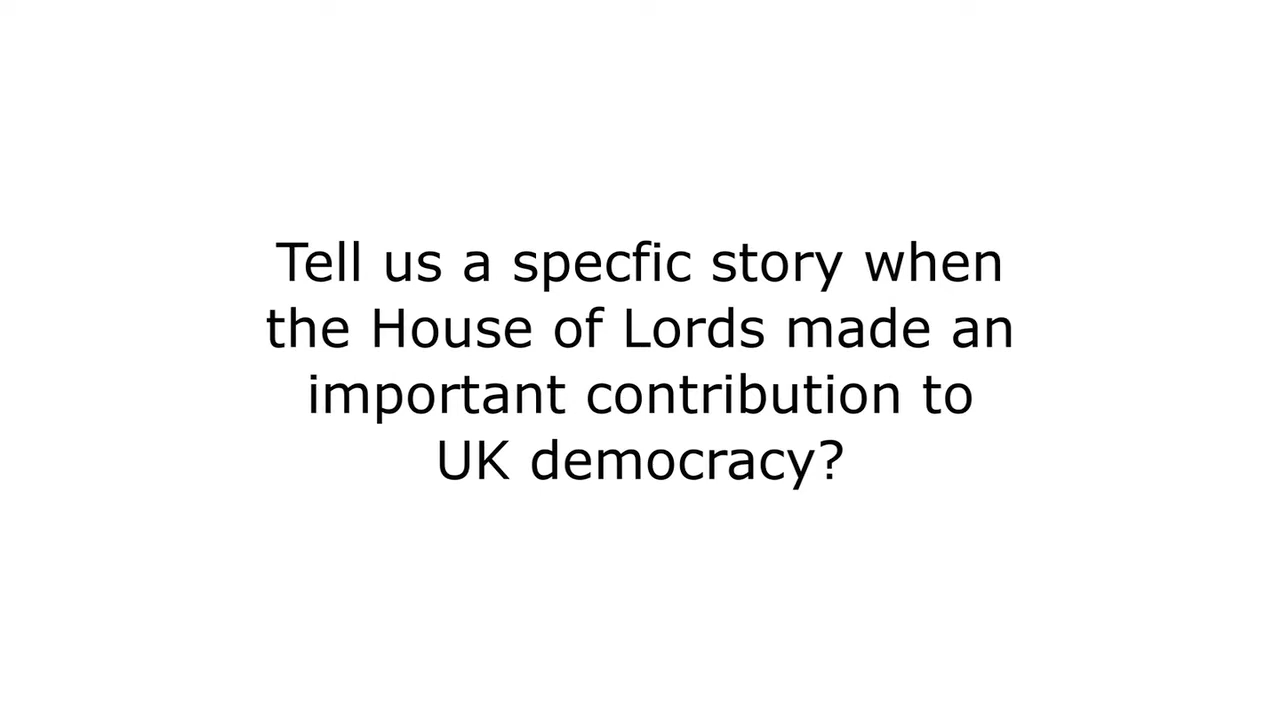 Tell us a specfic story when
the House of Lords made an
important contribution to
UK democracy?